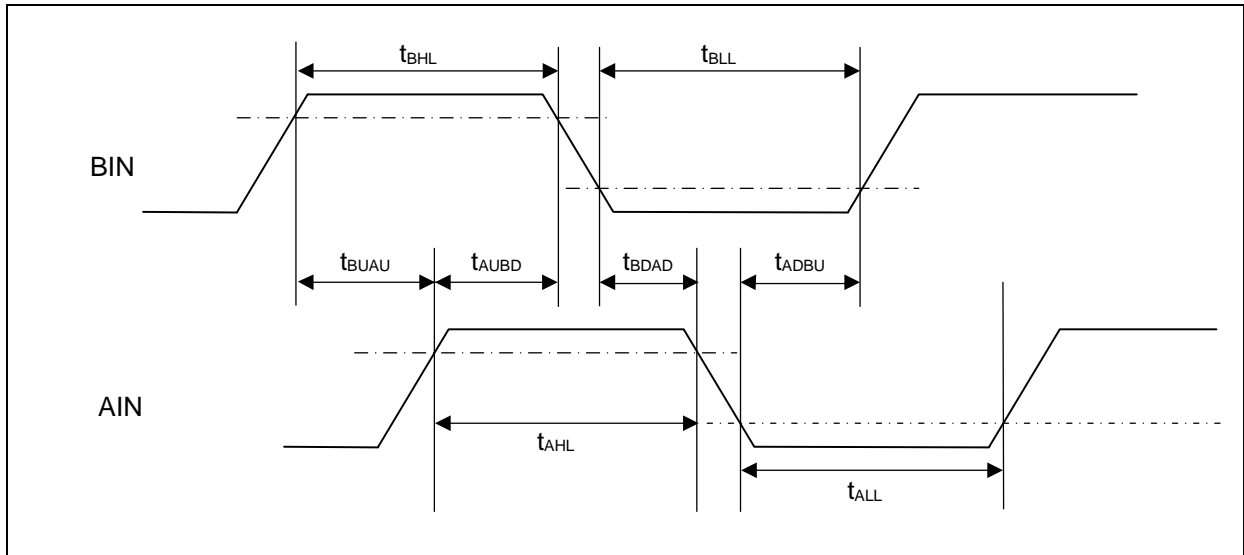 tBHL
tBLL
BIN
tBUAU
tAUBD
tBDAD
tADBU
AIN
tAHL
tALL